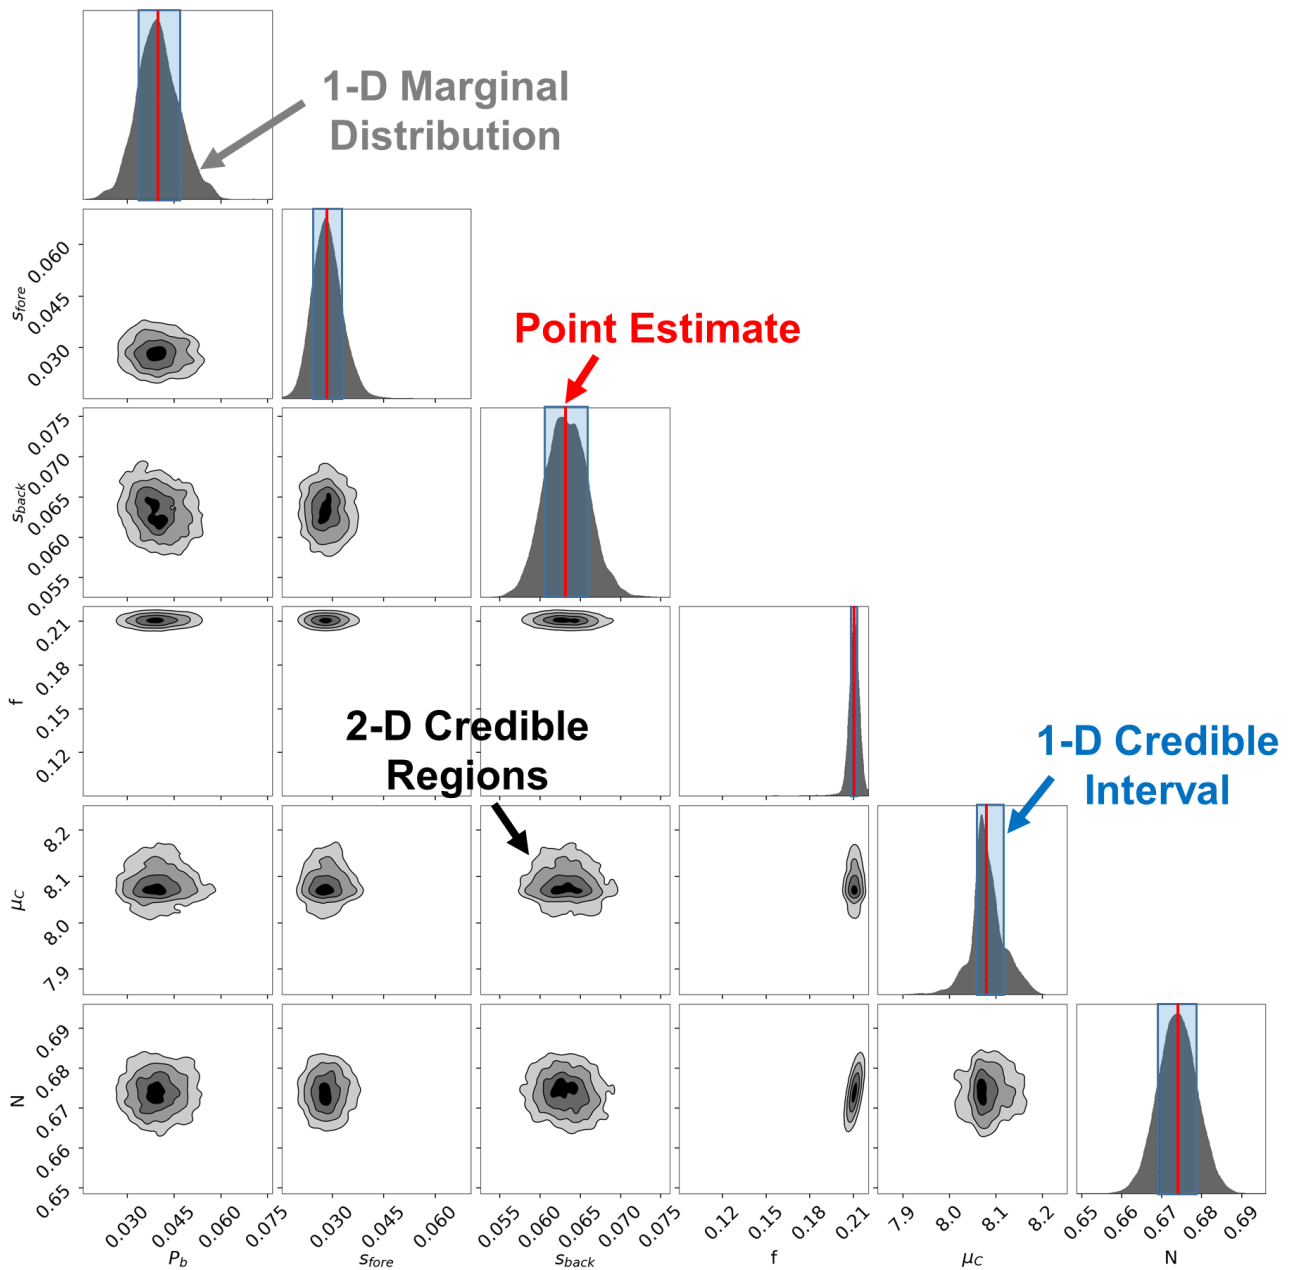 1-D Marginal
Distribution
0.060
0.045
0.030
s_fore
Point Estimate
0.075
0.070
0.065
0.060
0.055
s_back
0.21
0.18
0.15
0.12
f
2-D Credible
Regions
1-D Credible
Interval
8.2
8.1
8.0
7.9
μ_C
0.69
0.68
0.67
0.66
0.65
N
0.030 0.045 0.060 0.075 0.030 0.045 0.060 0.055 0.060 0.065 0.070 0.075 0.12 0.15 0.18 0.21 7.9 8.0 8.1 8.2 0.65 0.66 0.67 0.68 0.69
P_b s_fore s_back f μ_C N